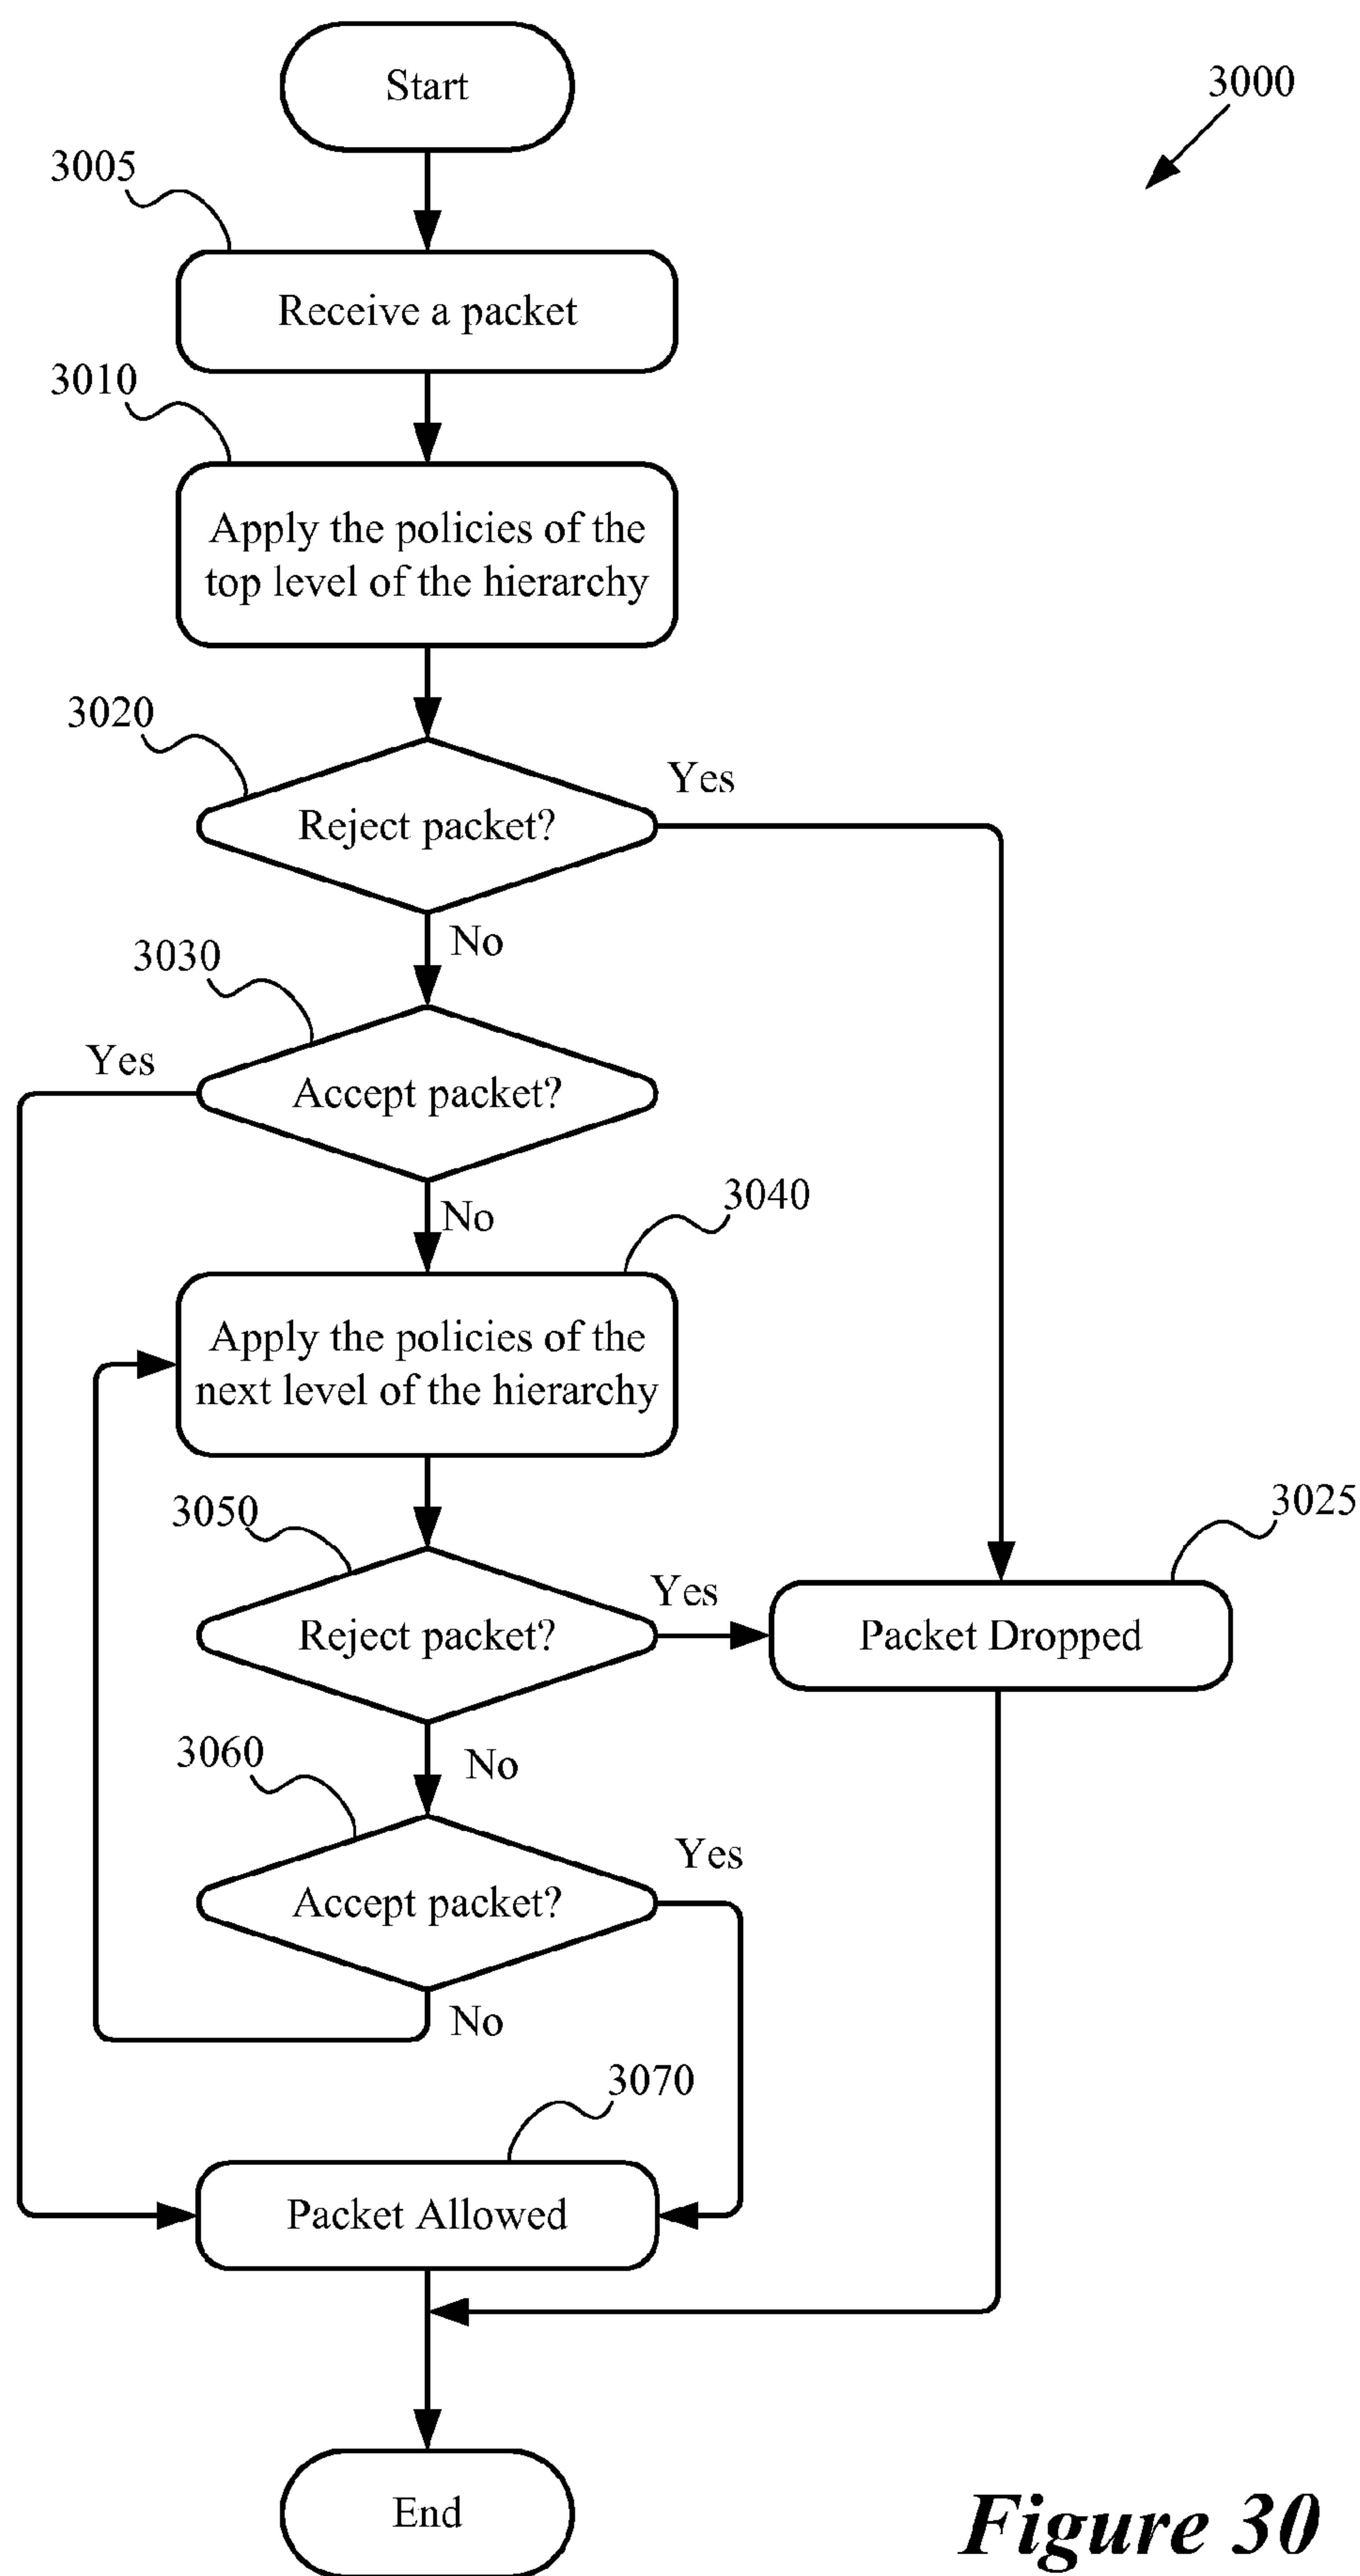 Start
3000
3005
Receive a packet
3010
Apply the policies of the
top level of the hierarchy
3020
Reject packet?
Yes
No
3030
Yes
Accept packet?
No
3040
Apply the policies of the
next level of the hierarchy
3050
Reject packet?
Yes
3025
Packet Dropped
No
3060
Accept packet?
Yes
No
3070
Packet Allowed
End
Figure 30